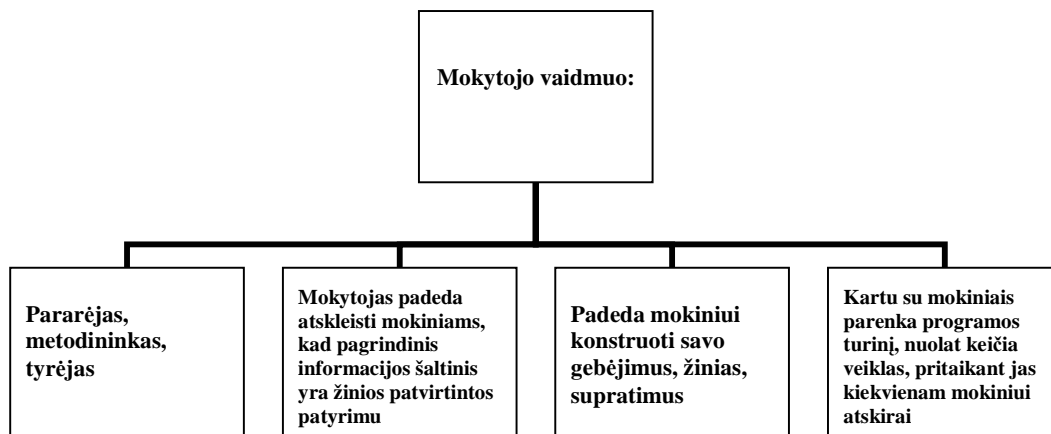 Mokytojo vaidmuo:
Pararėjas,
metodininkas,
tyrėjas
Mokytojas padeda
atskleisti mokiniams,
kad pagrindinis
informacijos šaltinis
yra žinios patvirtintos
patyrimu
Padeda mokiniui
konstruoti savo
gebėjimus, žinias,
supratimus
Kartu su mokiniais
parenka programos
turinį, nuolat keičia
veiklas, pritaikant jas
kiekvienam mokiniui
atskirai